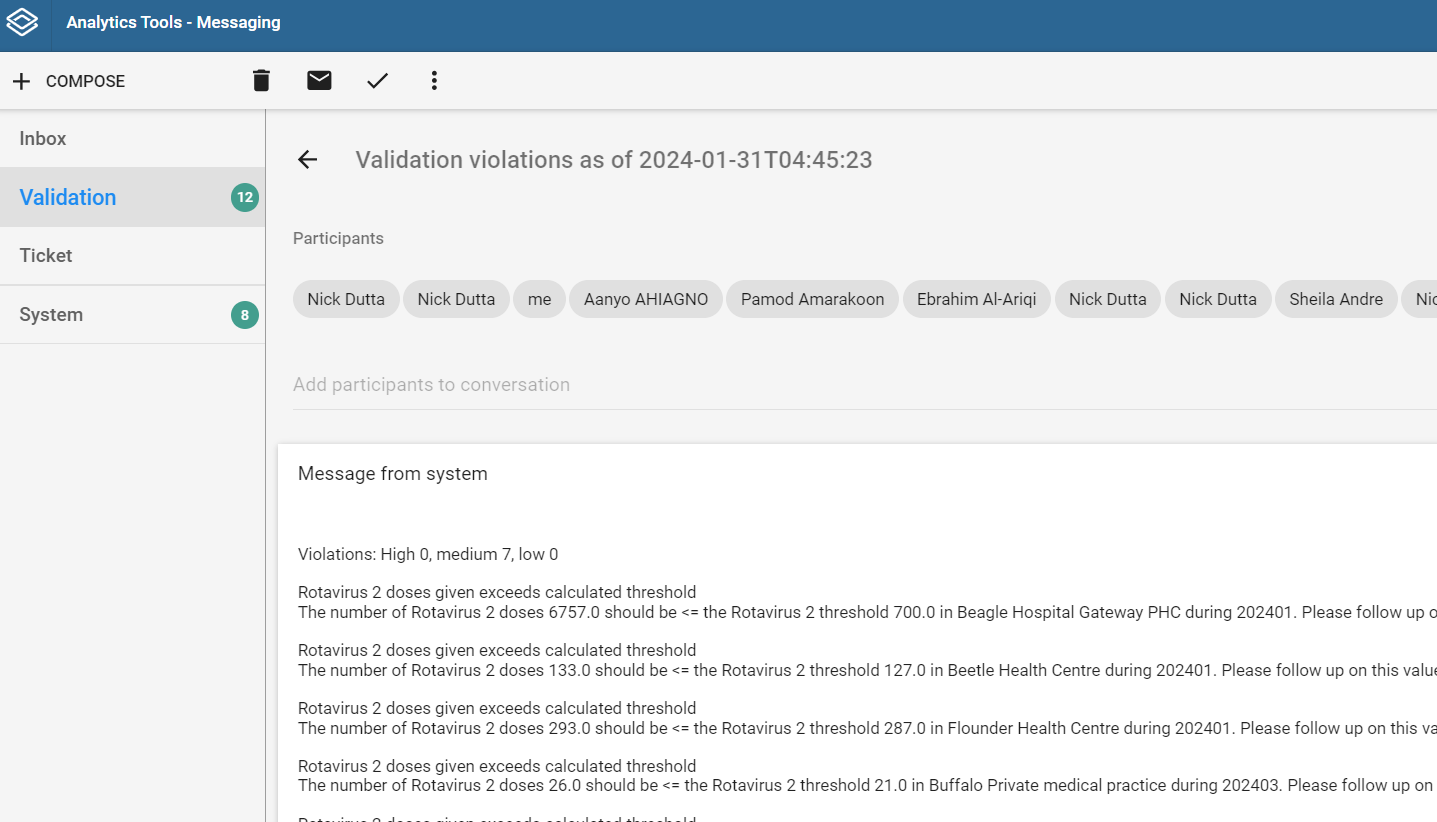 Analytics Tools - Messaging
COMPOSE
Inbox
Validation 12
Ticket
System 8
Validation violations as of 2024-01-31T04:45:23
Participants
Nick Dutta Nick Dutta me Aanyo AHIAGNO Pamod Amarakoon Ebrahim Al-Ariqi Nick Dutta Nick Dutta Sheila Andre
Add participants to conversation
Message from system
Violations: High 0, medium 7, low 0
Rotavirus 2 doses given exceeds calculated threshold
The number of Rotavirus 2 doses 6757.0 should be <= the Rotavirus 2 threshold 700.0 in Beagle Hospital Gateway PHC during 202401. Please follow up
Rotavirus 2 doses given exceeds calculated threshold
The number of Rotavirus 2 doses 133.0 should be <= the Rotavirus 2 threshold 127.0 in Beetle Health Centre during 202401. Please follow up on this value
Rotavirus 2 doses given exceeds calculated threshold
The number of Rotavirus 2 doses 293.0 should be <= the Rotavirus 2 threshold 287.0 in Flounder Health Centre during 202401. Please follow up on this
Rotavirus 2 doses given exceeds calculated threshold
The number of Rotavirus 2 doses 26.0 should be <= the Rotavirus 2 threshold 21.0 in Buffalo Private medical practice during 202403. Please follow up on